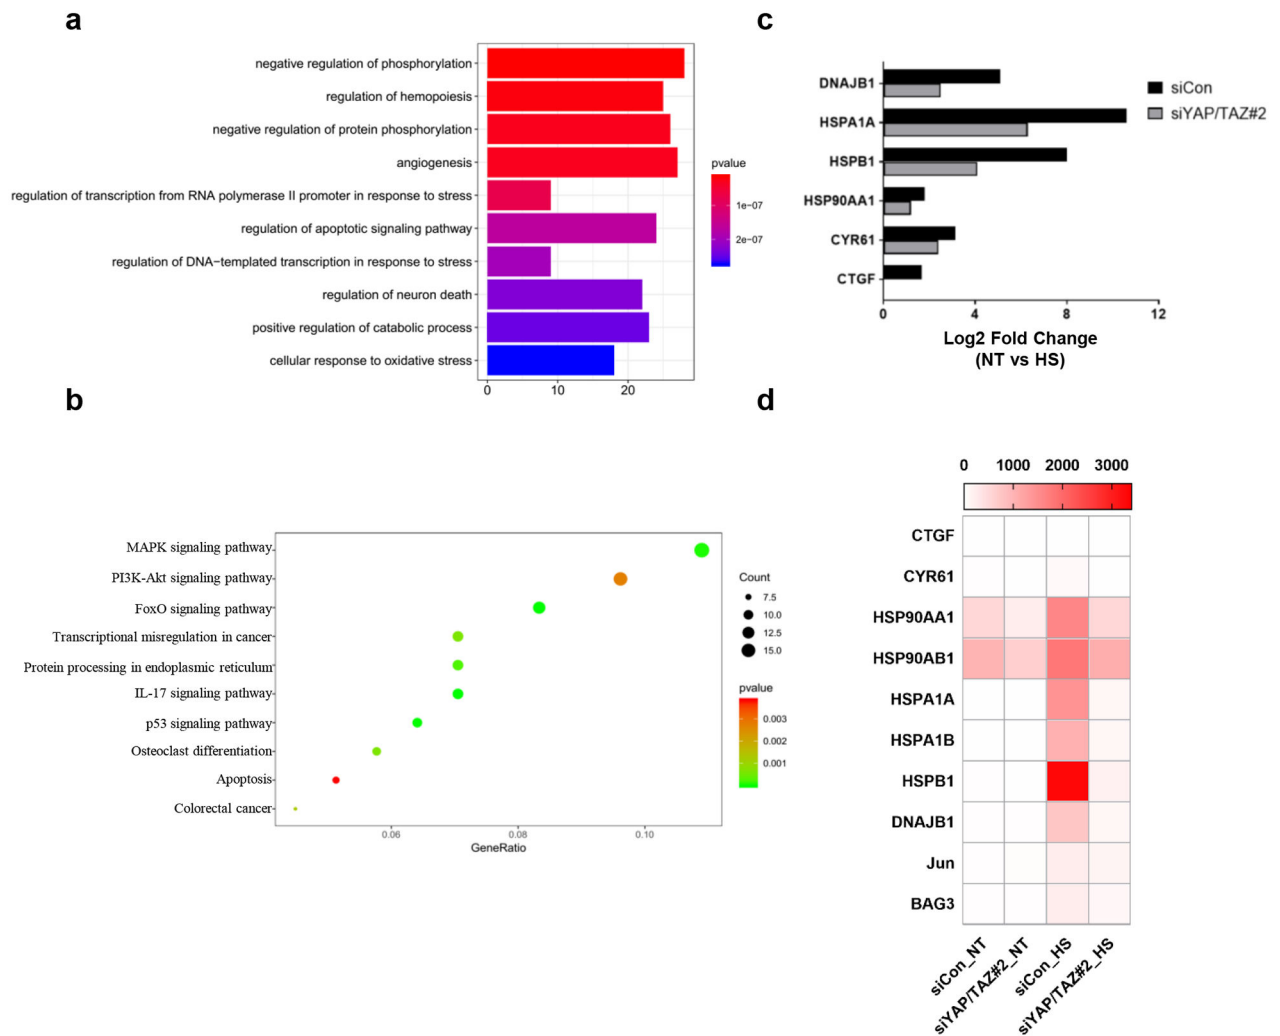 a
negative regulation of phosphorylation
regulation of hemopoiesis
negative regulation of protein phosphorylation
angiogenesis
regulation of transcription from RNA polymerase II promoter in response to stress
regulation of apoptotic signaling pathway
regulation of DNA−templated transcription in response to stress
regulation of neuron death
positive regulation of catabolic process
cellular response to oxidative stress
0 10 20
pvalue
1e−07
2e−07
c
DNAJB1
HSPA1A
HSPB1
HSP90AA1
CYR61
CTGF
0 4 8 12
Log2 Fold Change
(NT vs HS)
siCon
siYAP/TAZ#2
b
MAPK signaling pathway
PI3K-Akt signaling pathway
FoxO signaling pathway
Transcriptional misregulation in cancer
Protein processing in endoplasmic reticulum
IL-17 signaling pathway
p53 signaling pathway
Osteoclast differentiation
Apoptosis
Colorectal cancer
0.06 0.08 0.10
GeneRatio
Count
7.5
10.0
12.5
15.0
pvalue
0.003
0.002
0.001
d
0 1000 2000 3000
CTGF
CYR61
HSP90AA1
HSP90AB1
HSPA1A
HSPA1B
HSPB1
DNAJB1
Jun
BAG3
siCon_NT
siYAP/TAZ#2_NT
siCon_HS
siYAP/TAZ#2_HS